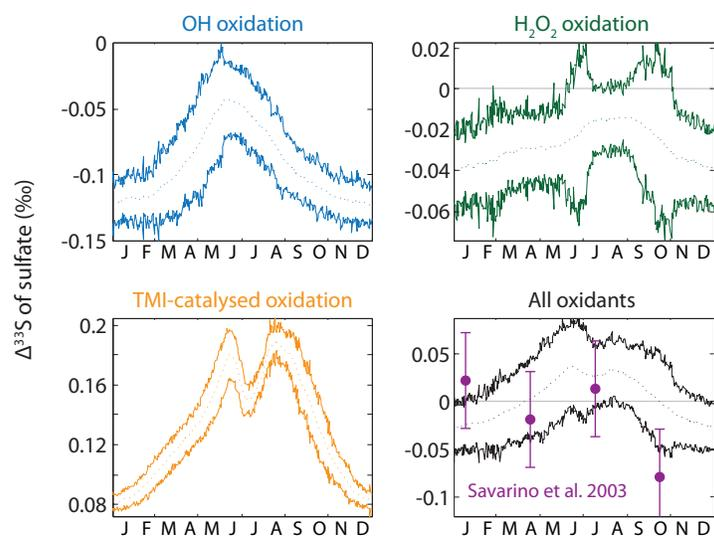 OH oxidation
H₂O₂ oxidation
0
-0.05
-0.1
-0.15
J F M A M J J A S O N D
0.02
0
-0.02
-0.04
-0.06
J F M A M J J A S O N D
Δ³³S of sulfate (‰)
TMI-catalysed oxidation
All oxidants
0.2
0.16
0.12
0.08
J F M A M J J A S O N D
0.05
0
-0.05
-0.1
Savarino et al. 2003
J F M A M J J A S O N D